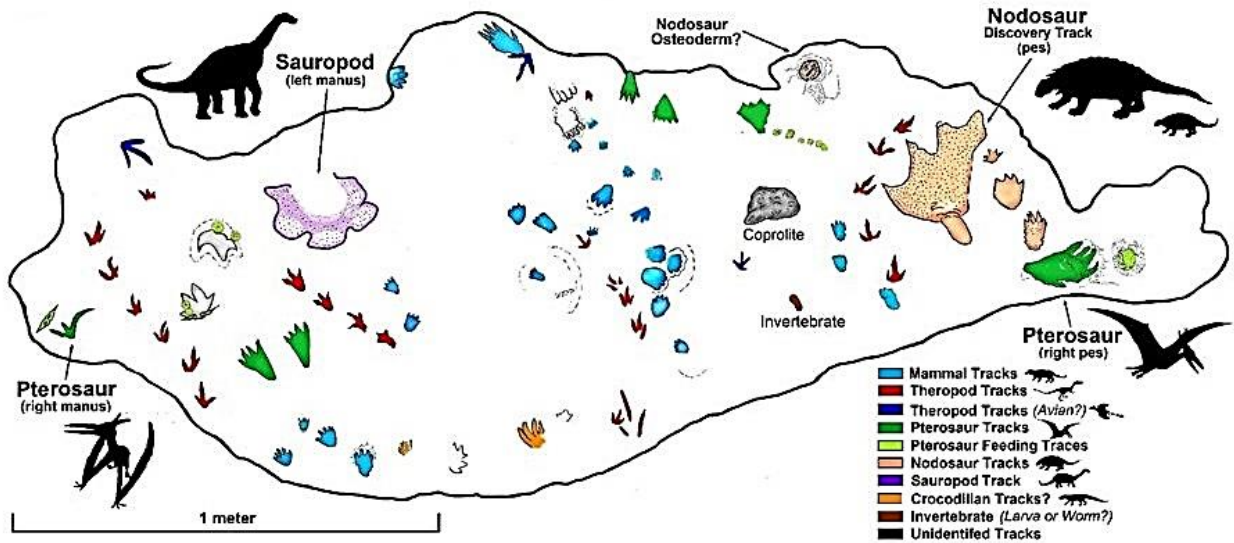 Nodosaur
Osteoderm?
Nodosaur
Discovery Track
(pes)
Sauropod
(left manus)
Coprolite
Invertebrate
Pterosaur
(right manus)
Pterosaur
(right pes)
Mammal Tracks
Theropod Tracks
Theropod Tracks (Avian?)
Pterosaur Tracks
Pterosaur Feeding Traces
Nodosaur Tracks
Sauropod Track
Crocodilian Tracks?
Invertebrate (Larva or Worm?)
Unidentifed Tracks
1 meter